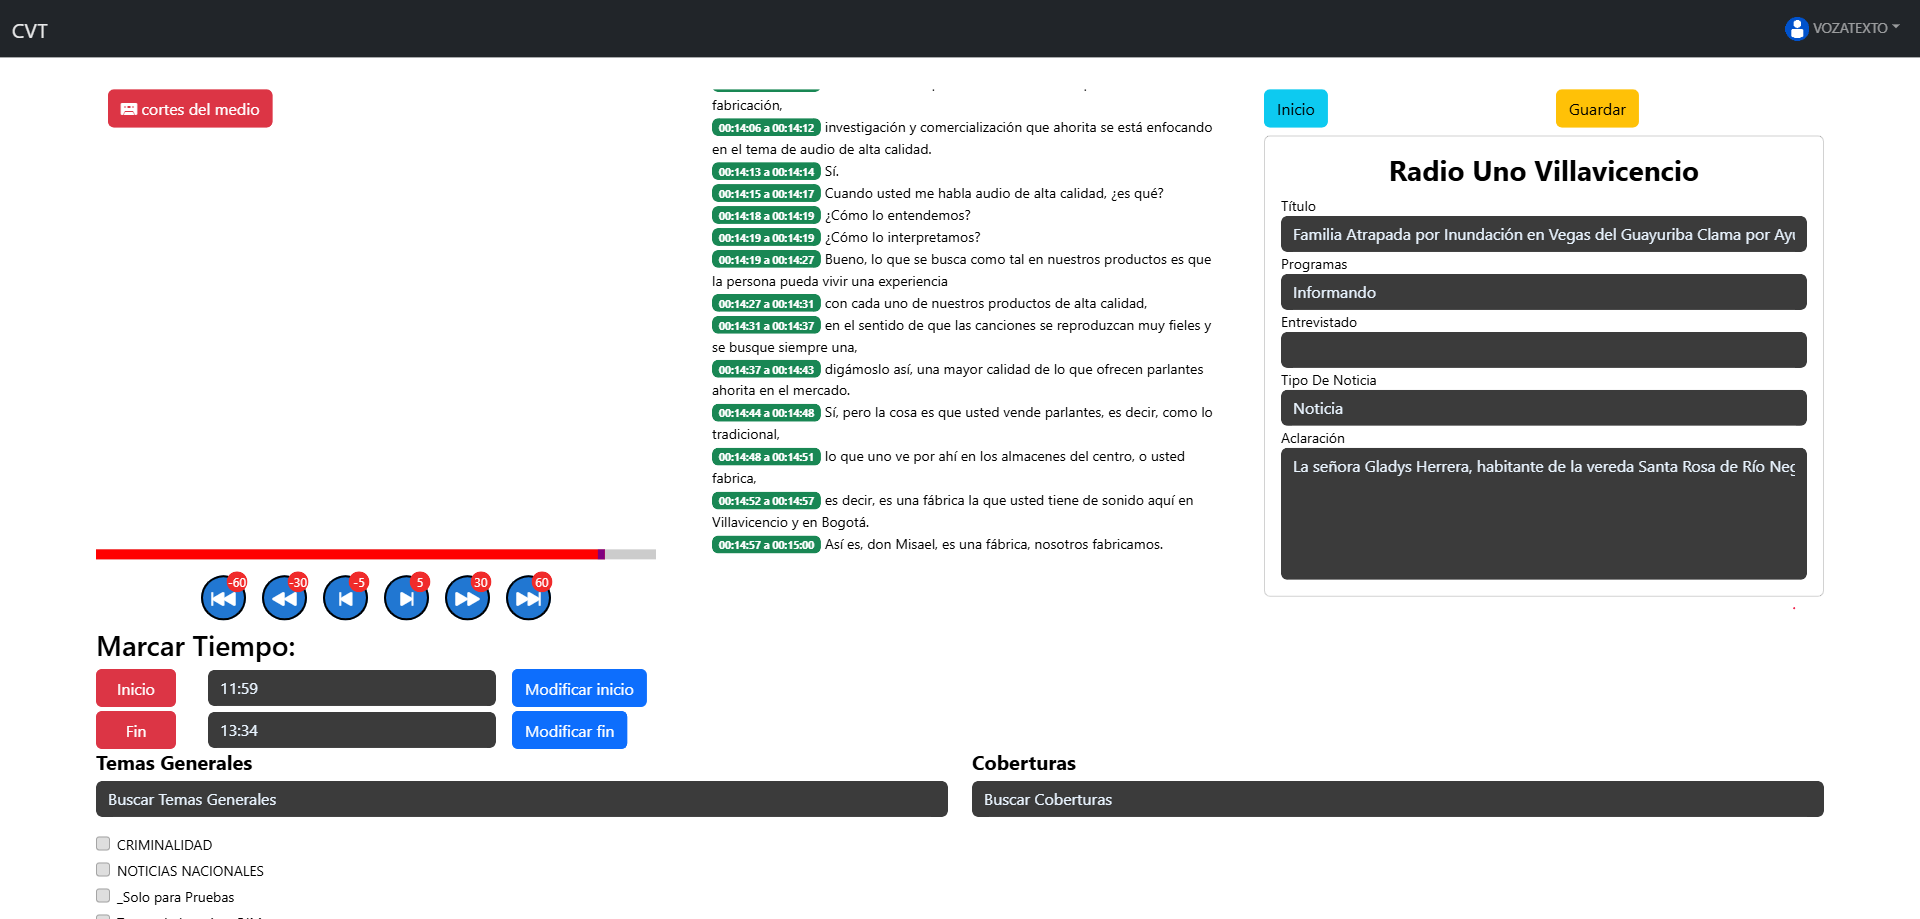 CVT
VOZATEXTO
cortes del medio
fabricación,
00:14:06 a 00:14:12 investigación y comercialización que ahorita se está enfocando
en el tema de audio de alta calidad.
00:14:13 a 00:14:14 Sí.
00:14:15 a 00:14:17 Cuando usted me habla audio de alta calidad, ¿es qué?
00:14:18 a 00:14:19 ¿Cómo lo entendemos?
00:14:19 a 00:14:19 ¿Cómo lo interpretamos?
00:14:19 a 00:14:27 Bueno, lo que se busca como tal en nuestros productos es que
la persona pueda vivir una experiencia
00:14:27 a 00:14:31 con cada uno de nuestros productos de alta calidad,
00:14:31 a 00:14:37 en el sentido de que las canciones se reproduzcan muy fieles y
se busque siempre una,
00:14:37 a 00:14:43 digámoslo así, una mayor calidad de lo que ofrecen parlantes
ahorita en el mercado.
00:14:44 a 00:14:48 Sí, pero la cosa es que usted vende parlantes, es decir, como lo
tradicional,
00:14:48 a 00:14:51 lo que uno ve por ahí en los almacenes del centro, o usted
fabrica,
00:14:52 a 00:14:57 es decir, es una fábrica la que usted tiene de sonido aquí en
Villavicencio y en Bogotá.
00:14:57 a 00:15:00 Así es, don Misael, es una fábrica, nosotros fabricamos.
Inicio
Guardar
Radio Uno Villavicencio
Título
Familia Atrapada por Inundación en Vegas del Guayuriba Clama por Ayu
Programas
Informando
Entrevistado
Tipo De Noticia
Noticia
Aclaración
La señora Gladys Herrera, habitante de la vereda Santa Rosa de Río Neg
-60 -30 -5 5 30 60
Marcar Tiempo:
Inicio 11:59 Modificar inicio
Fin 13:34 Modificar fin
Temas Generales
Buscar Temas Generales
CRIMINALIDAD
NOTICIAS NACIONALES
_Solo para Pruebas
Coberturas
Buscar Coberturas